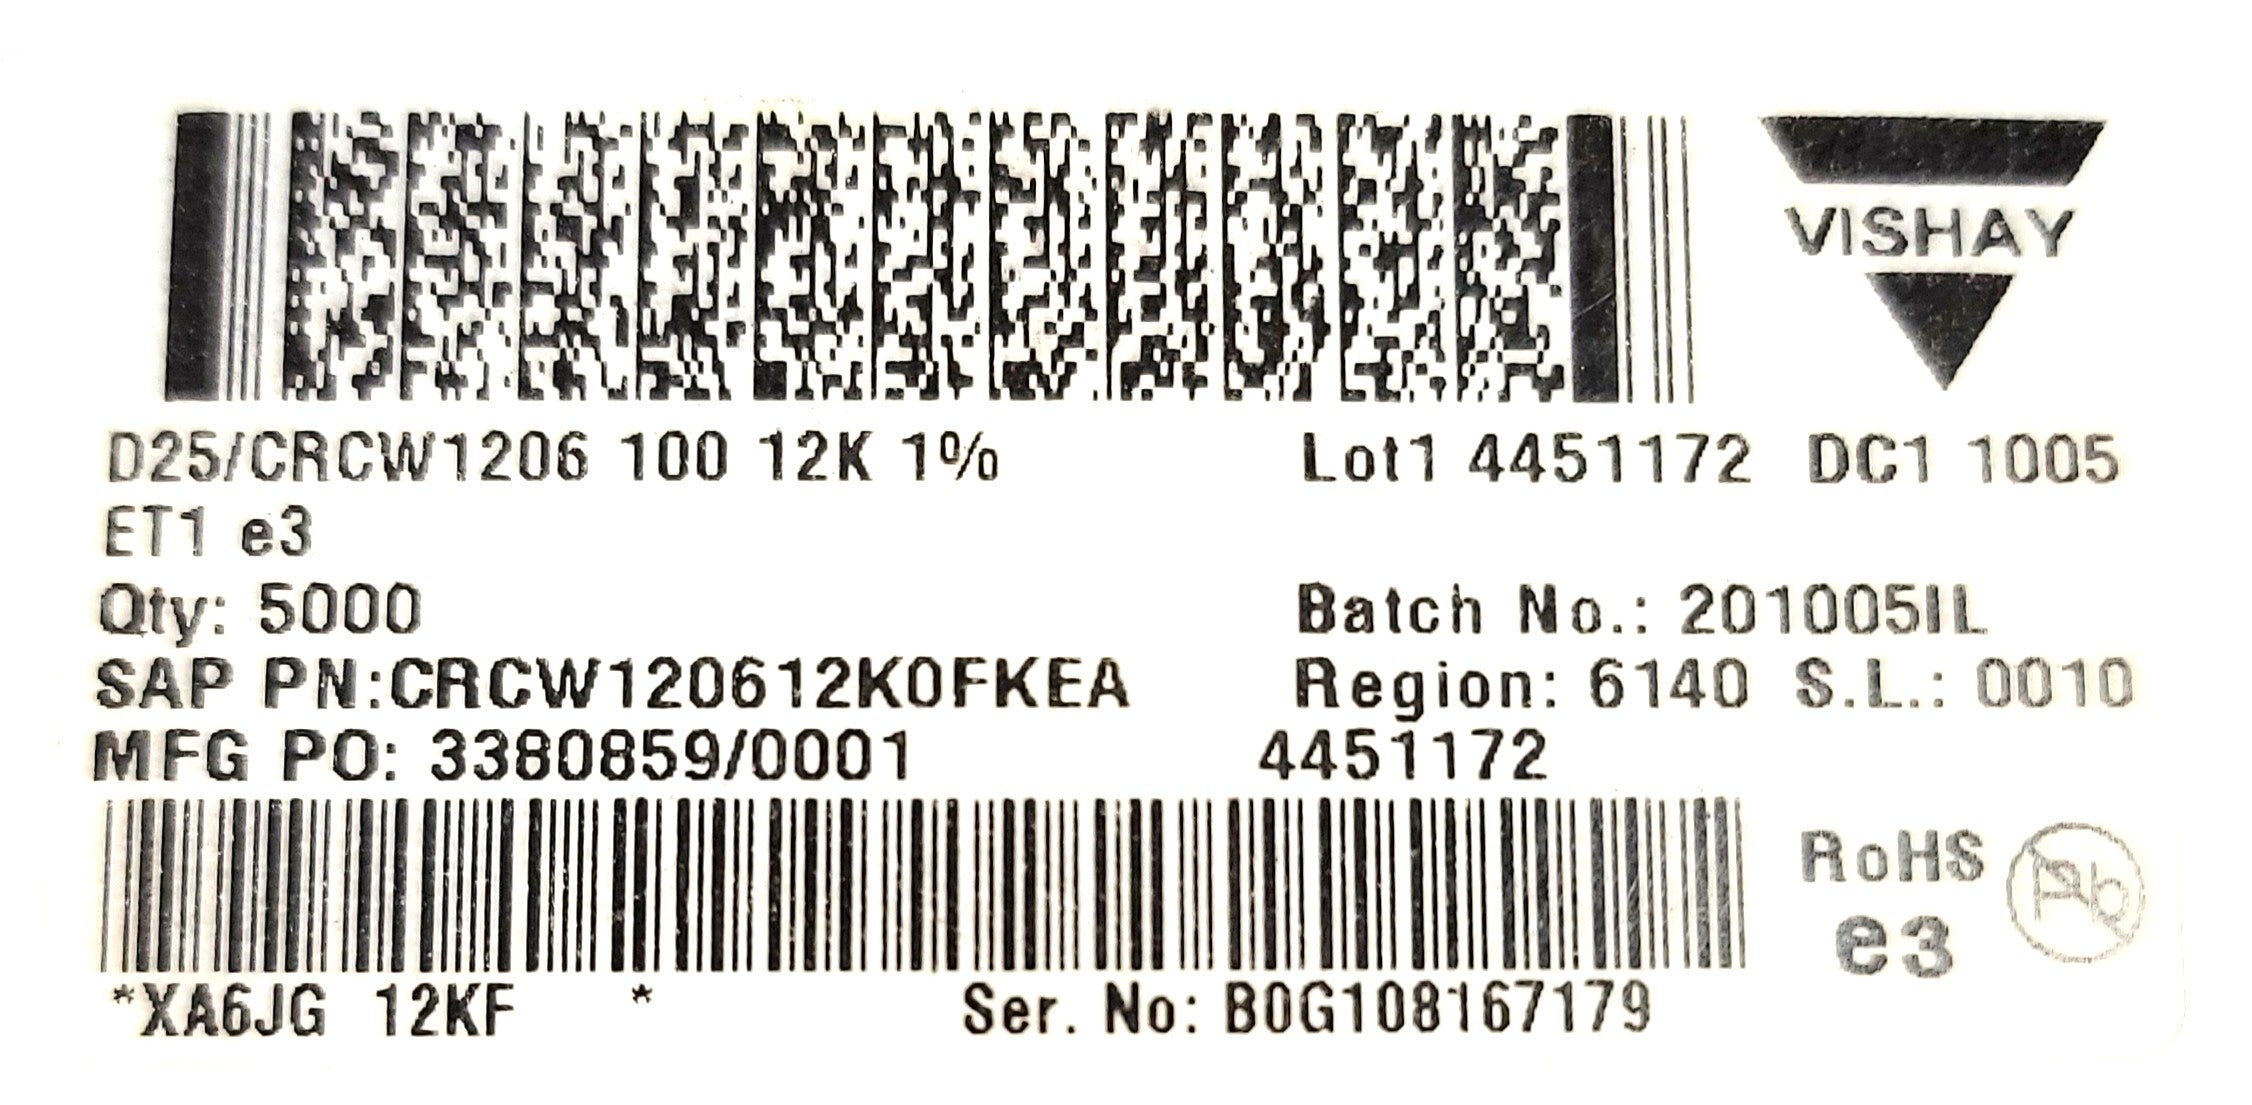 VISHAY
D25/CRCW1206 100 12K 1% Lot1 4451172 DC1 1005
ET1 e3
Qty: 5000 Batch No.: 201005IL
SAP PN:CRCW120612K0FKEA Region: 6140 S.L.: 0010
MFG PO: 3380859/0001 4451172
RoHS Pb
e3
*XA6JG 12KF * Ser. No: B0G108167179